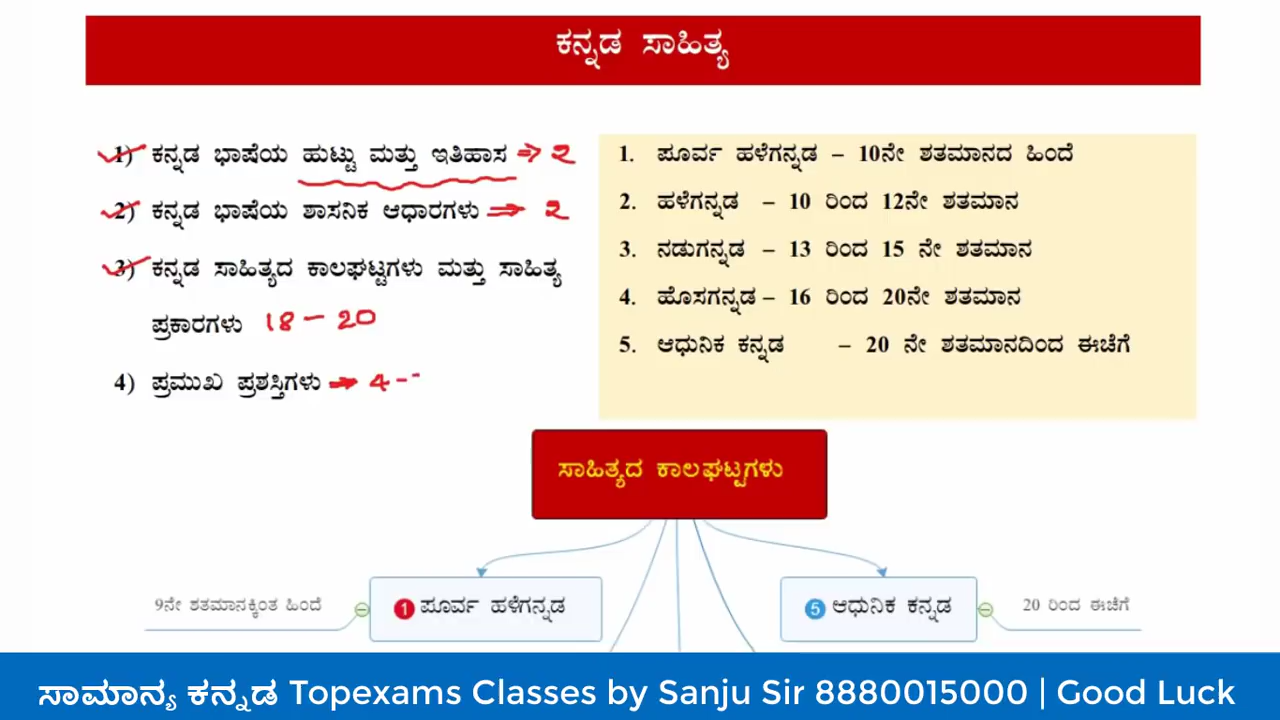 ಕನ್ನಡ ಸಾಹಿತ್ಯ
1) ಕನ್ನಡ ಭಾಷೆಯ ಹುಟ್ಟು ಮತ್ತು ಇತಿಹಾಸ ⇒ 2
2) ಕನ್ನಡ ಭಾಷೆಯ ಶಾಸನಿಕ ಆಧಾರಗಳು ⇒ 2
3) ಕನ್ನಡ ಸಾಹಿತ್ಯದ ಕಾಲಘಟ್ಟಗಳು ಮತ್ತು ಸಾಹಿತ್ಯ
ಪ್ರಕಾರಗಳು 18 – 20
4) ಪ್ರಮುಖ ಪ್ರಶಸ್ತಿಗಳು → 4 -
1. ಪೂರ್ವ ಹಳೆಗನ್ನಡ – 10ನೇ ಶತಮಾನದ ಹಿಂದೆ
2. ಹಳೆಗನ್ನಡ – 10 ರಿಂದ 12ನೇ ಶತಮಾನ
3. ನಡುಗನ್ನಡ – 13 ರಿಂದ 15 ನೇ ಶತಮಾನ
4. ಹೊಸಗನ್ನಡ – 16 ರಿಂದ 20ನೇ ಶತಮಾನ
5. ಆಧುನಿಕ ಕನ್ನಡ – 20 ನೇ ಶತಮಾನದಿಂದ ಈಚೆಗೆ
ಸಾಹಿತ್ಯದ ಕಾಲಘಟ್ಟಗಳು
9ನೇ ಶತಮಾನಕ್ಕಿಂತ ಹಿಂದೆ
1 ಪೂರ್ವ ಹಳೆಗನ್ನಡ
5 ಆಧುನಿಕ ಕನ್ನಡ
20 ರಿಂದ ಈಚೆಗೆ
ಸಾಮಾನ್ಯ ಕನ್ನಡ Topexams Classes by Sanju Sir 8880015000 | Good Luck